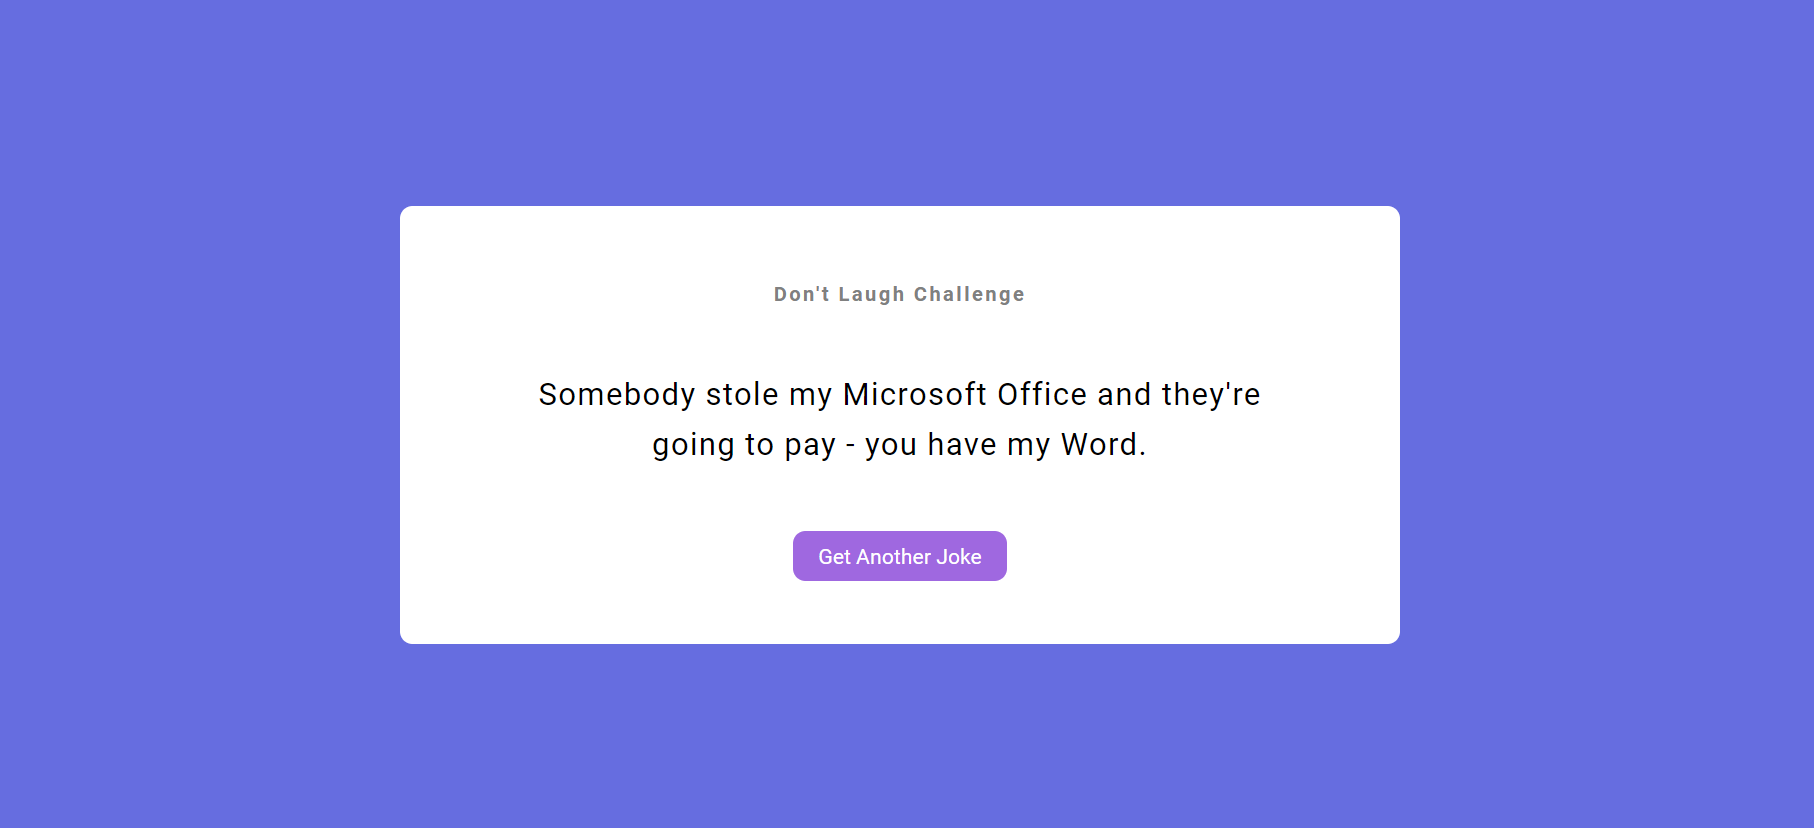 Don't Laugh Challenge
Somebody stole my Microsoft Office and they're
going to pay - you have my Word.
Get Another Joke